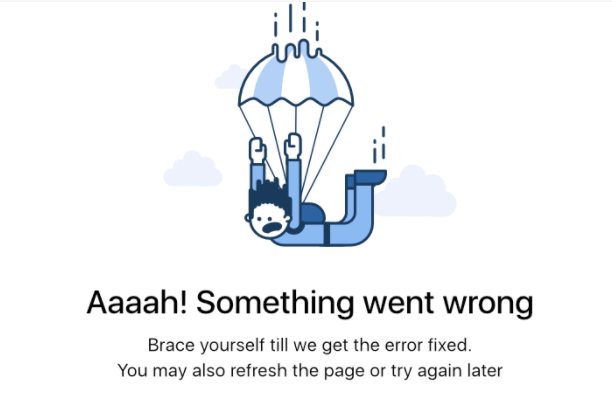 Aaaah! Something went wrong
Brace yourself till we get the error fixed.
You may also refresh the page or try again later